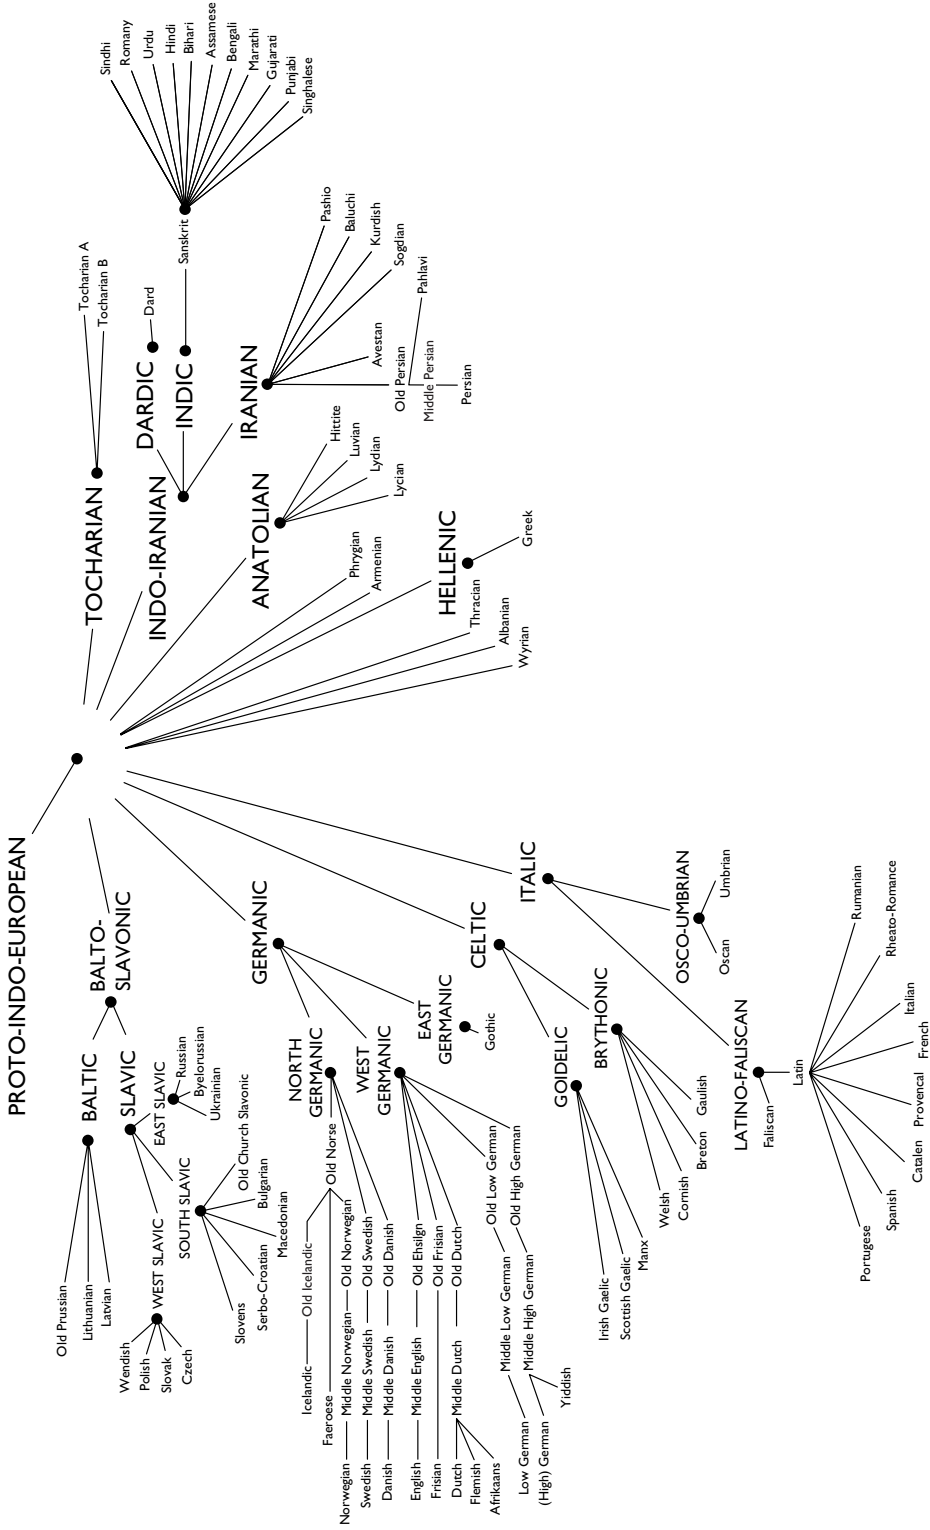 PROTO-INDO-EUROPEAN
BALTO-
SLAVONIC
BALTIC
Old Prussian
Lithuanian
Latvian
SLAVIC
EAST SLAVIC
Russian
Byelorussian
Ukrainian
WEST SLAVIC
Wendish
Polish
Slovak
Czech
SOUTH SLAVIC
Old Church Slavonic
Bulgarian
Macedonian
Serbo-Croatian
Slovens
GERMANIC
NORTH
GERMANIC
Old Norse
Icelandic
Old Icelandic
Faeroese
Norwegian
Middle Norwegian
Old Norwegian
Swedish
Middle Swedish
Old Swedish
Danish
Middle Danish
Old Danish
WEST
GERMANIC
English
Middle English
Old Ehsilgn
Frisian
Old Frisian
Dutch
Flemish
Afrikaans
Middle Dutch
Old Dutch
Low German
Middle Low German
Old Low German
(High) German
Yiddish
Middle High German
Old High German
EAST
GERMANIC
Gothic
CELTIC
GOIDELIC
Irish Gaelic
Scottish Gaelic
Manx
BRYTHONIC
Welsh
Cornish
Breton
Gaulish
ITALIC
OSCO-UMBRIAN
Oscan
Umbrian
LATINO-FALISCAN
Faliscan
Latin
Portugese
Spanish
Catalen
Provencal
French
Italian
Rheato-Romance
Rumanian
TOCHARIAN
Tocharian A
Tocharian B
INDO-IRANIAN
DARDIC
Dard
INDIC
Sanskrit
Sindhi
Romany
Urdu
Hindi
Bihari
Assamese
Bengali
Marathi
Gujarati
Punjabi
Singhalese
IRANIAN
Pashio
Baluchi
Kurdish
Sogdian
Avestan
Old Persian
Pahlavi
Middle Persian
Persian
ANATOLIAN
Hittite
Luvian
Lydian
Lycian
Phrygian
Armenian
HELLENIC
Greek
Thracian
Albanian
Wyrian